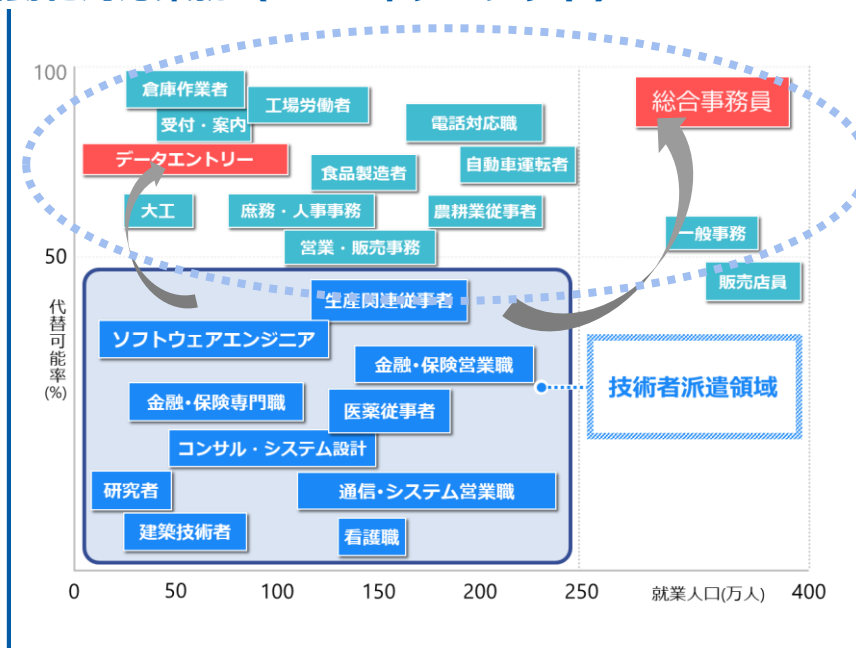 100
倉庫作業者
工場労働者
総合事務員
受付・案内
電話対応職
データエントリー
食品製造者
自動車運転者
大工
庶務・人事事務
農耕業従事者
一般事務
営業・販売事務
50
販売店員
生産関連従事者
代替可能率(%)
ソフトウェアエンジニア
金融・保険営業職
技術者派遣領域
金融・保険専門職
医薬従事者
コンサル・システム設計
研究者
通信・システム営業職
建築技術者
看護職
0 50 100 150 200 250 就業人口(万人) 400